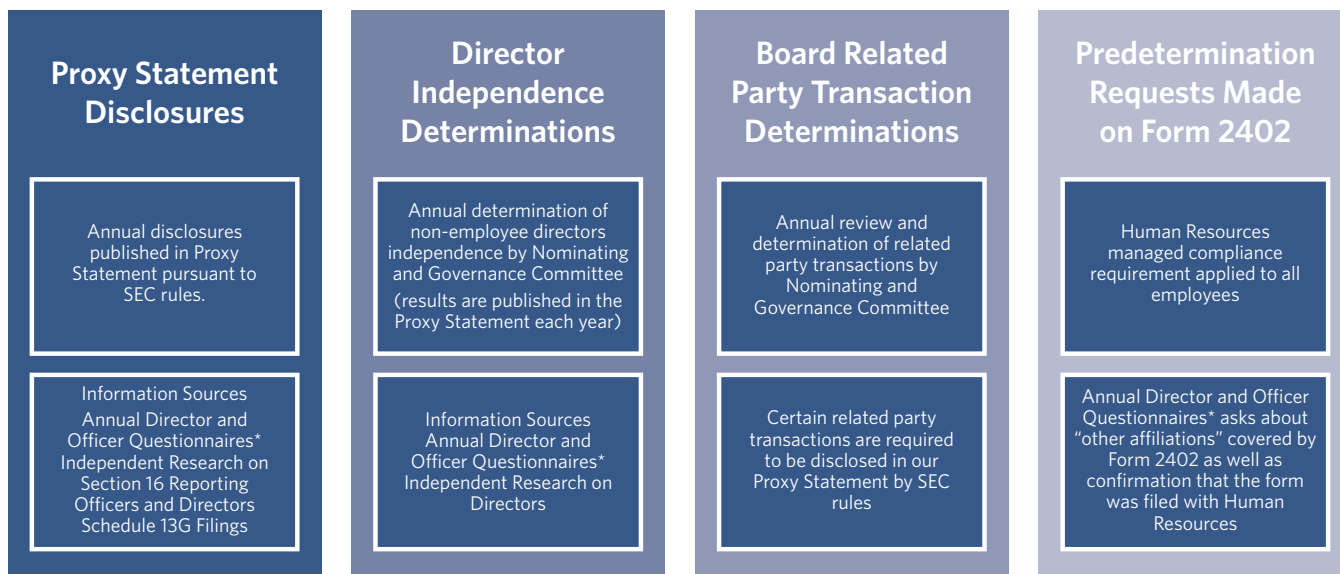 Proxy Statement
Disclosures
Annual disclosures
published in Proxy
Statement pursuant to
SEC rules.
Information Sources
Annual Director and
Officer Questionnaires*
Independent Research on
Section 16 Reporting
Officers and Directors
Schedule 13G Filings
Director
Independence
Determinations
Annual determination of
non-employee directors
independence by Nominating
and Governance Committee
(results are published in the
Proxy Statement each year)
Information Sources
Annual Director and
Officer Questionnaires*
Independent Research on
Directors
Board Related
Party Transaction
Determinations
Annual review and
determination of related
party transactions by
Nominating and
Governance Committee
Certain related party
transactions are required
to be disclosed in our
Proxy Statement by SEC
rules
Predetermination
Requests Made
on Form 2402
Human Resources
managed compliance
requirement applied to all
employees
Annual Director and Officer
Questionnaires* asks about
“other affiliations” covered by
Form 2402 as well as
confirmation that the form
was filed with Human
Resources